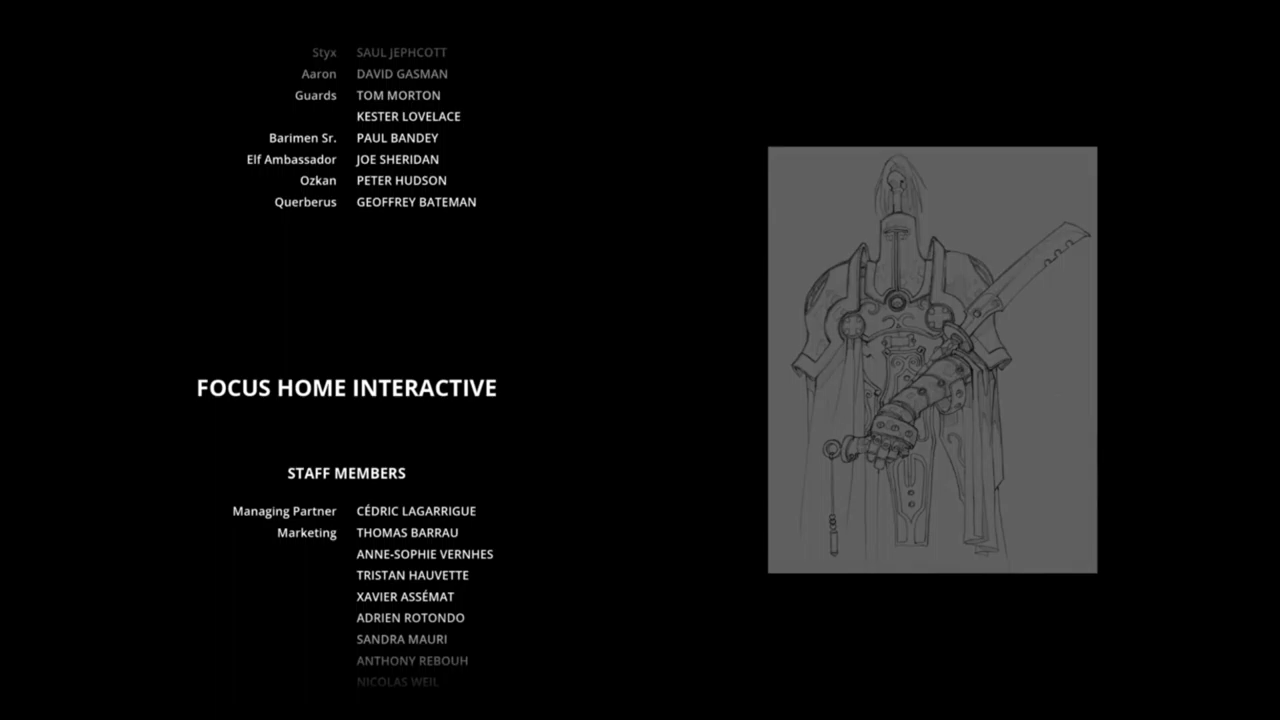 Styx SAUL JEPHCOTT
Aaron DAVID GASMAN
Guards TOM MORTON
KESTER LOVELACE
Barimen Sr. PAUL BANDEY
Elf Ambassador JOE SHERIDAN
Ozkan PETER HUDSON
Querberus GEOFFREY BATEMAN
FOCUS HOME INTERACTIVE
STAFF MEMBERS
Managing Partner CÉDRIC LAGARRIGUE
Marketing THOMAS BARRAU
ANNE-SOPHIE VERNHES
TRISTAN HAUVETTE
XAVIER ASSÉMAT
ADRIEN ROTONDO
SANDRA MAURI
ANTHONY REBOUH
NICOLAS WEIL